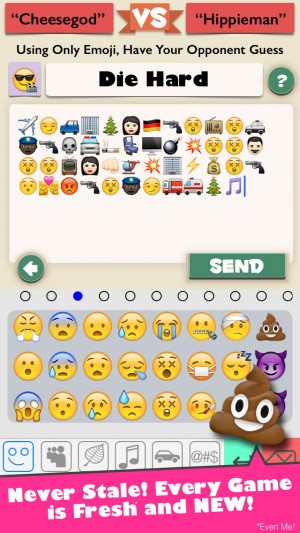 “Cheesegod” VS “Hippieman”
Using Only Emoji, Have Your Opponent Guess
Die Hard ?
SEND
@#$
Never Stale! Every Game
is Fresh and NEW!
*Even Me!